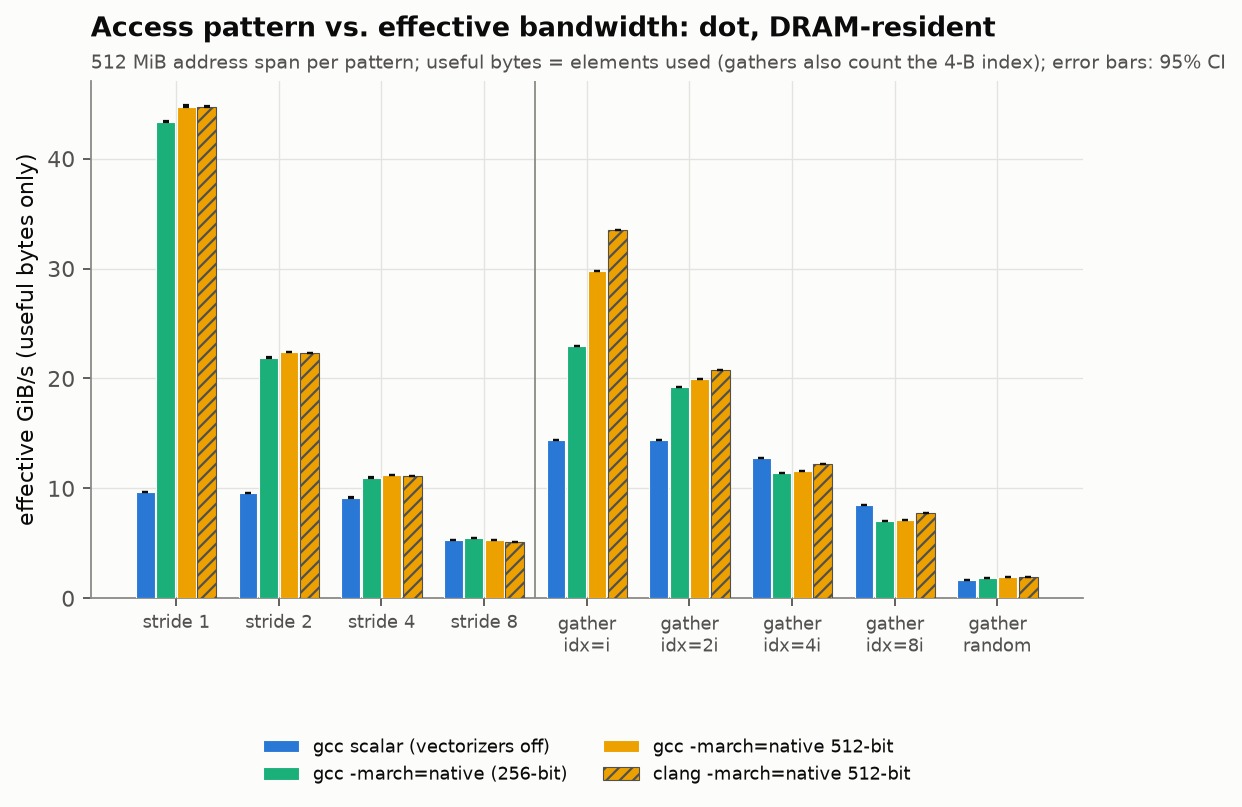 Access pattern vs. effective bandwidth: dot, DRAM-resident
512 MiB address span per pattern; useful bytes = elements used (gathers also count the 4-B index); error bars: 95% CI
effective GiB/s (useful bytes only)
40
30
20
10
0
stride 1
stride 2
stride 4
stride 8
gather
idx=i
gather
idx=2i
gather
idx=4i
gather
idx=8i
gather
random
gcc scalar (vectorizers off)
gcc -march=native (256-bit)
gcc -march=native 512-bit
clang -march=native 512-bit